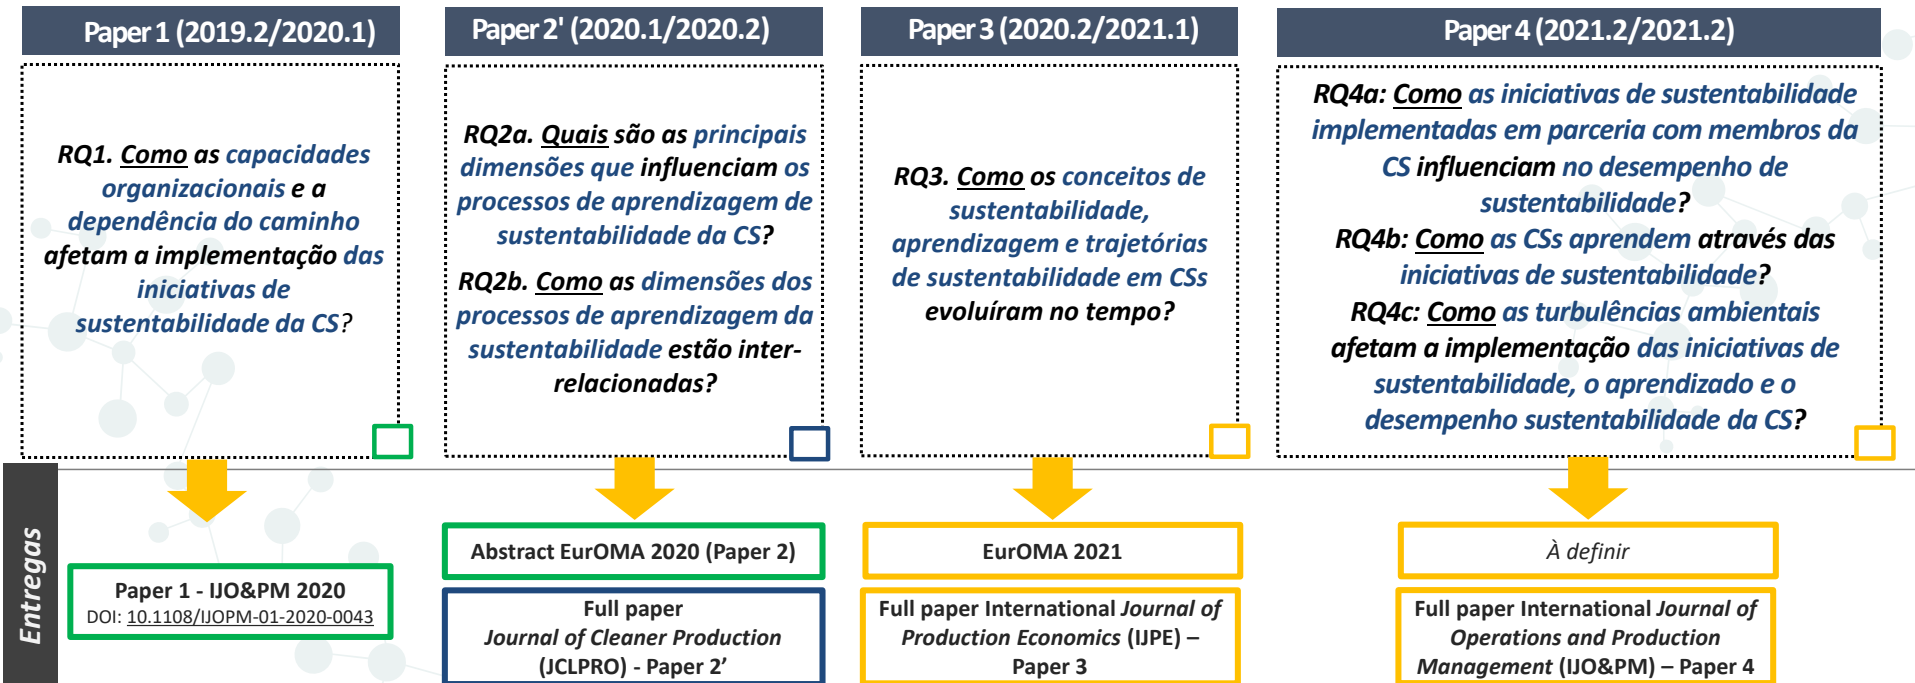 Paper 1 (2019.2/2020.1)
RQ1. Como as capacidades
organizacionais e a
dependência do caminho
afetam a implementação das
iniciativas de
sustentabilidade da CS?
Paper 2' (2020.1/2020.2)
RQ2a. Quais são as principais
dimensões que influenciam os
processos de aprendizagem de
sustentabilidade da CS?
RQ2b. Como as dimensões dos
processos de aprendizagem da
sustentabilidade estão inter-
relacionadas?
Paper 3 (2020.2/2021.1)
RQ3. Como os conceitos de
sustentabilidade,
aprendizagem e trajetórias
de sustentabilidade em CSs
evoluíram no tempo?
Paper 4 (2021.2/2021.2)
RQ4a: Como as iniciativas de sustentabilidade
implementadas em parceria com membros da
CS influenciam no desempenho de
sustentabilidade?
RQ4b: Como as CSs aprendem através das
iniciativas de sustentabilidade?
RQ4c: Como as turbulências ambientais
afetam a implementação das iniciativas de
sustentabilidade, o aprendizado e o
desempenho sustentabilidade da CS?
Entregas
Paper 1 - IJO&PM 2020
DOI: 10.1108/IJOPM-01-2020-0043
Abstract EurOMA 2020 (Paper 2)
Full paper
Journal of Cleaner Production
(JCLPRO) - Paper 2’
EurOMA 2021
Full paper International Journal of
Production Economics (IJPE) –
Paper 3
À definir
Full paper International Journal of
Operations and Production
Management (IJO&PM) – Paper 4